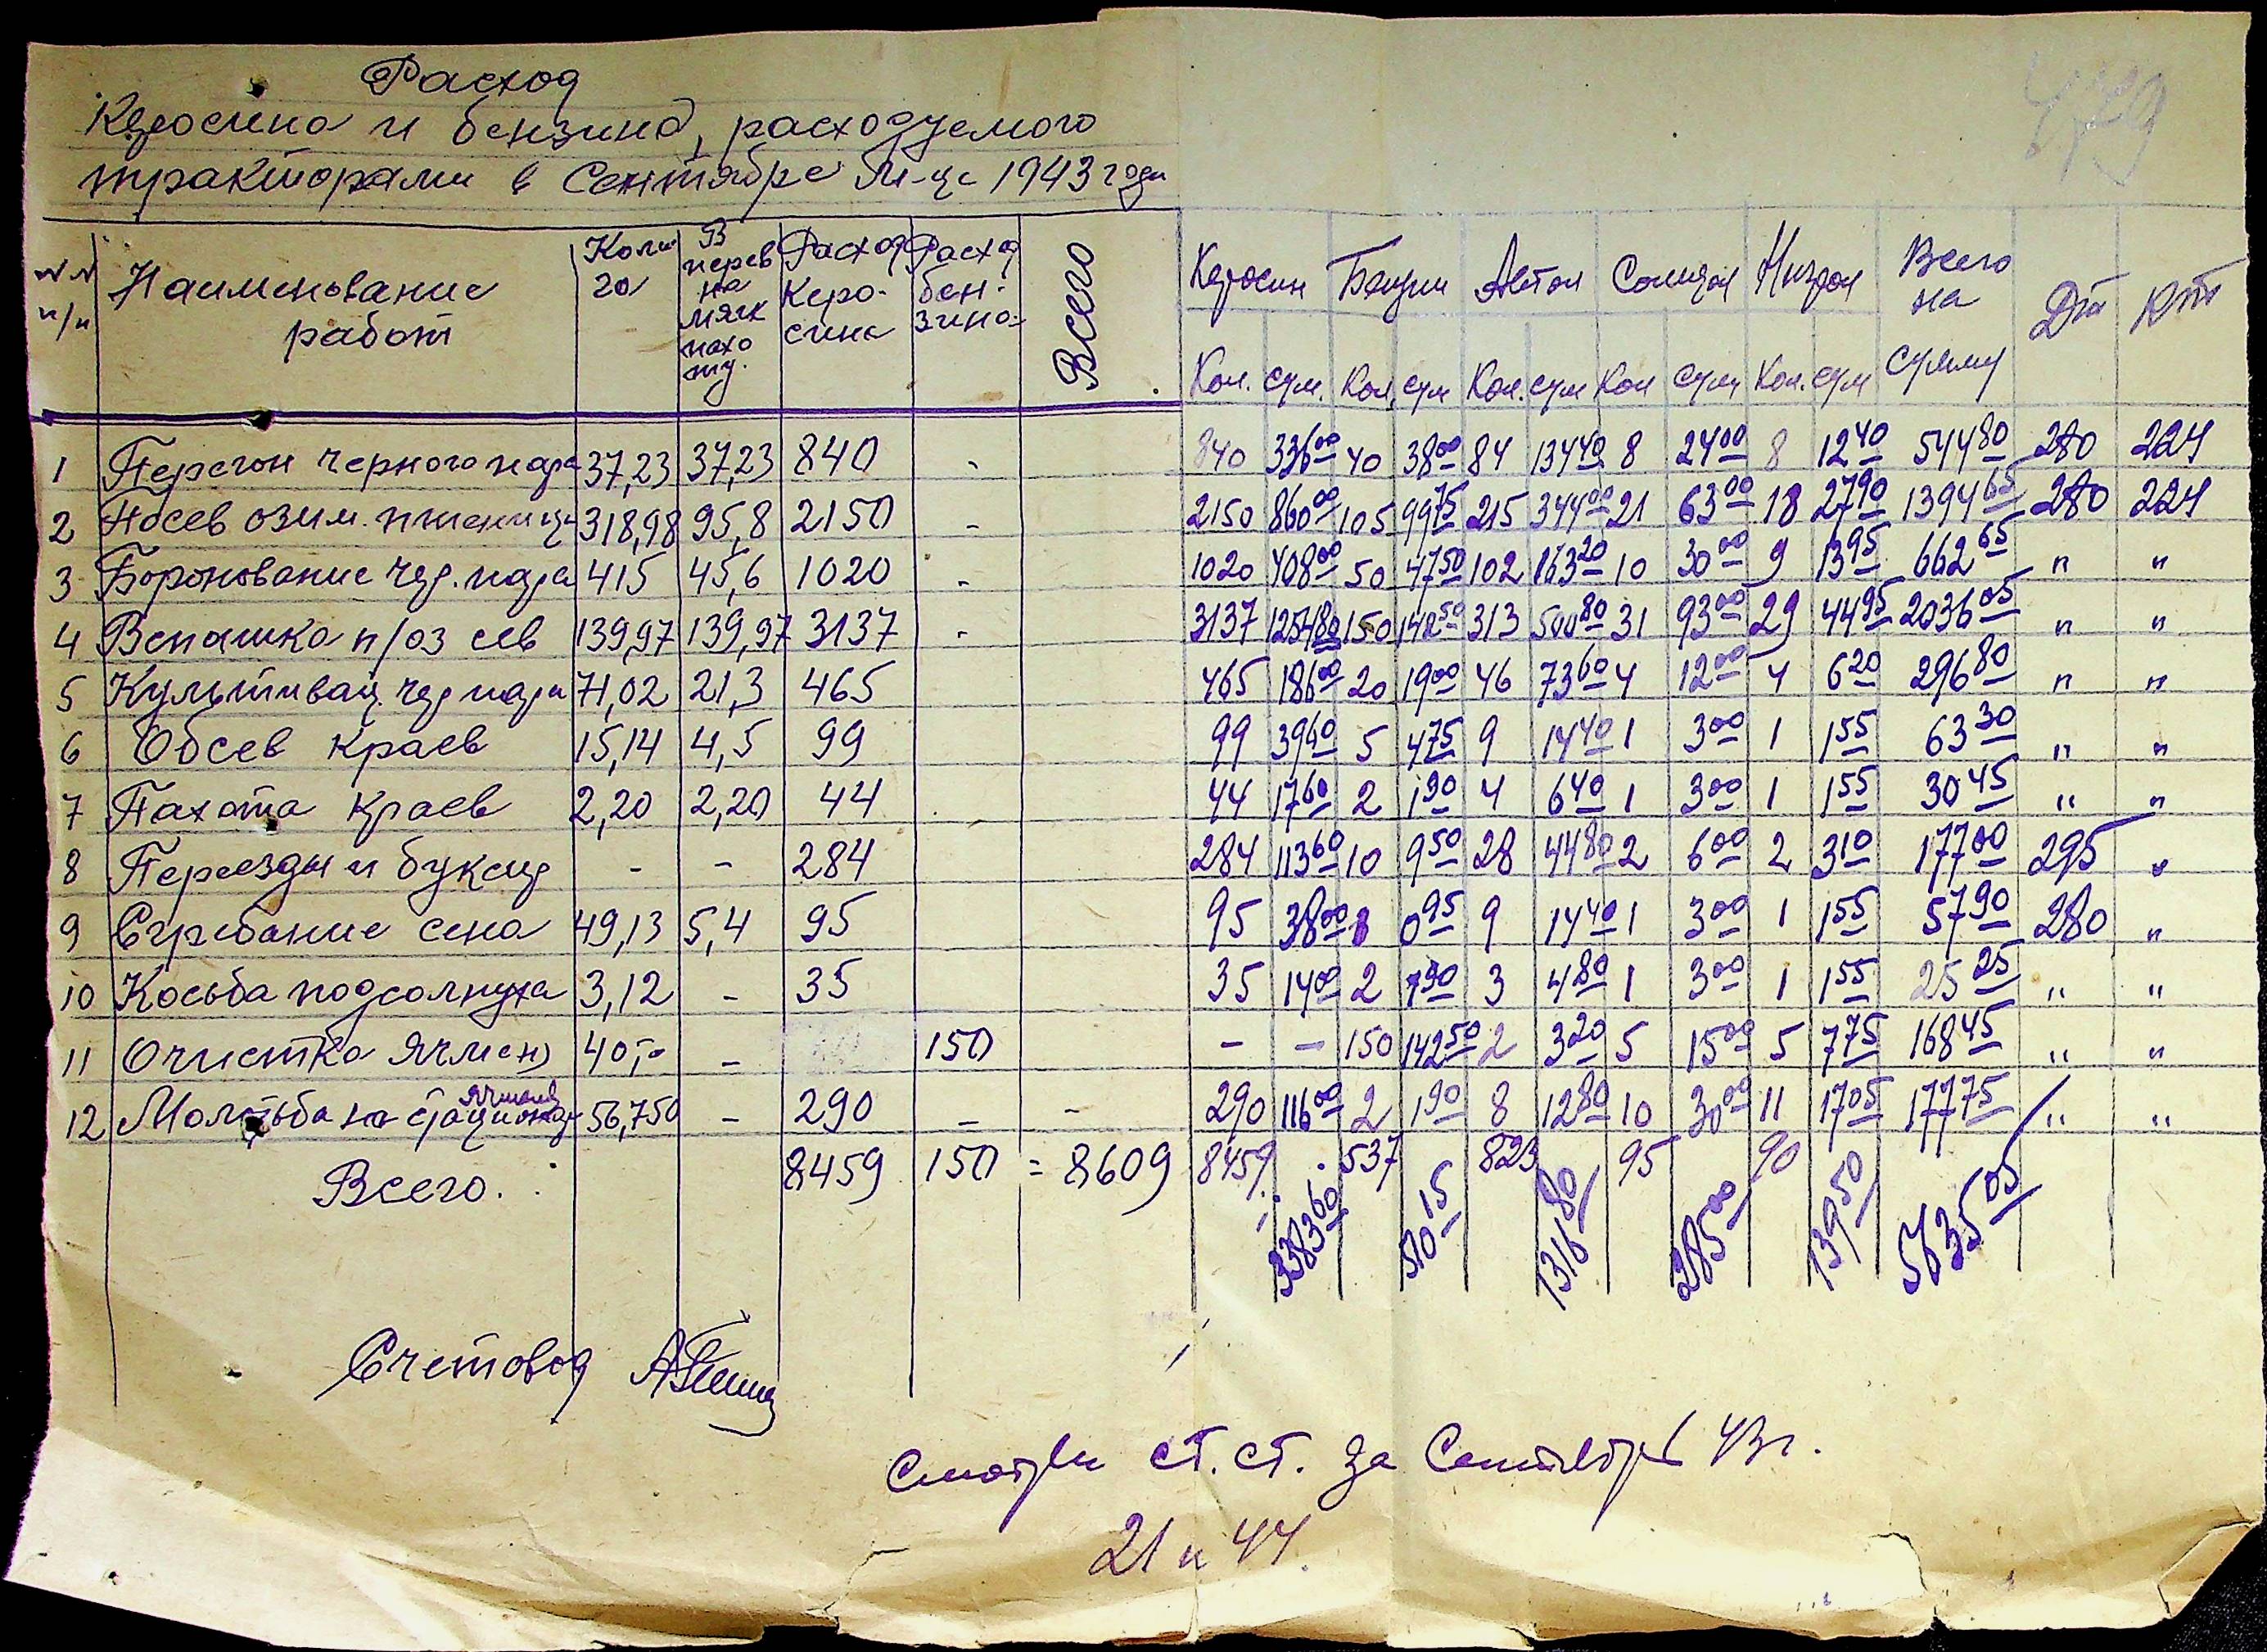 Расход
Керосина и бензина, расходуемого
тракторами в Сентябре М-це 1943 года
479
№№ п/п | Наименование работ | Коли га | В перев на мягк пахо ту. | Расход Керо- сина | Расход бен- зина | Всего | Керосин | Бензин | Автол | Солидол | Нигрол | Всего на сумму | Дт | Кт
Кол. | сум. | Кол. | сум | Кол. | сум | Кол | сум | Кол. | сум
1 | Перегон черного пара | 37,23 | 37,23 | 840 | - | 840 | 336 00 | 40 | 38 00 | 84 | 134 40 | 8 | 24 00 | 8 | 12 40 | 544 80 | 280 | 224
2 | Посев озим. пшениц | 318,98 | 95,8 | 2150 | - | 2150 | 860 00 | 105 | 99 75 | 215 | 344 00 | 21 | 63 00 | 18 | 27 90 | 1394 65 | 280 | 224
3 | Боронование чер. пара | 415 | 45,6 | 1020 | - | 1020 | 408 00 | 50 | 47 50 | 102 | 163 20 | 10 | 30 00 | 9 | 13 95 | 662 65 | " | "
4 | Вспашка п/оз сев | 139,97 | 139,97 | 3137 | - | 3137 | 1254 80 | 150 | 142 50 | 313 | 500 80 | 31 | 93 00 | 29 | 44 95 | 2036 05 | " | "
5 | Культивац. чер пара | 71,02 | 21,3 | 465 | 465 | 186 00 | 20 | 19 00 | 46 | 73 60 | 4 | 12 00 | 4 | 6 20 | 296 80 | " | "
6 | Обсев краев | 15,14 | 4,5 | 99 | 99 | 39 60 | 5 | 4 75 | 9 | 14 40 | 1 | 3 00 | 1 | 1 55 | 63 30 | " | "
7 | Пахота краев | 2,20 | 2,20 | 44 | 44 | 17 60 | 2 | 1 90 | 4 | 6 40 | 1 | 3 00 | 1 | 1 55 | 30 45 | " | "
8 | Переезды и буксир | - | - | 284 | 284 | 113 60 | 10 | 9 50 | 28 | 44 80 | 2 | 6 00 | 2 | 3 10 | 177 00 | 295 | "
9 | Сгребание сена | 49,13 | 5,4 | 95 | 95 | 38 00 | 1 | 0 95 | 9 | 14 40 | 1 | 3 00 | 1 | 1 55 | 57 90 | 280 | "
10 | Косьба подсолнуха | 3,12 | - | 35 | 35 | 14 00 | 2 | 1 90 | 3 | 4 80 | 1 | 3 00 | 1 | 1 55 | 25 25 | " | "
11 | Очистка Ячменя | 40,- | - | 150 | - | - | 150 | 142 50 | 2 | 3 20 | 5 | 15 00 | 5 | 7 75 | 168 45 | " | "
12 | Молотьба на стационар ячменя | 56,750 | - | 290 | - | - | 290 | 116 00 | 2 | 1 90 | 8 | 12 80 | 10 | 30 00 | 11 | 17 05 | 177 75 | " | "
Всего. | 8459 | 150 | = 8609 | 8459 | 3383 60 | 537 | 510 15 | 823 | 1316 80 | 95 | 285 00 | 90 | 139 50 | 5635 05
Счетовод
Смотри ст. ст. за Сентябрь 43 г.
21 и 44.